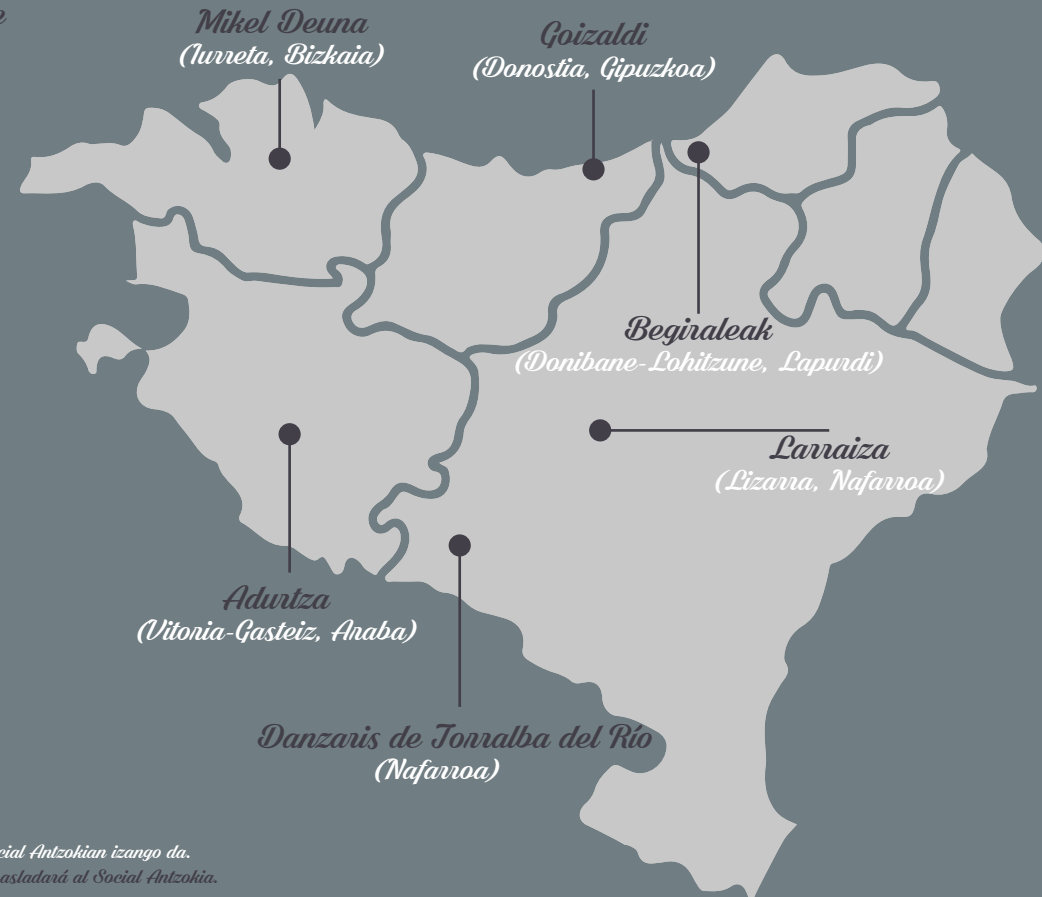 Mikel Deuna
(Iurreta, Bizkaia)
Goizaldi
(Donostia, Gipuzkoa)
Begiraleak
(Donibane-Lohitzune, Lapurdi)
Larraiza
(Lizarra, Nafarroa)
Adurtza
(Vitoria-Gasteiz, Araba)
Danzaris de Torralba del Río
(Nafarroa)
Antzokian izango da.
al Social Antzokia.